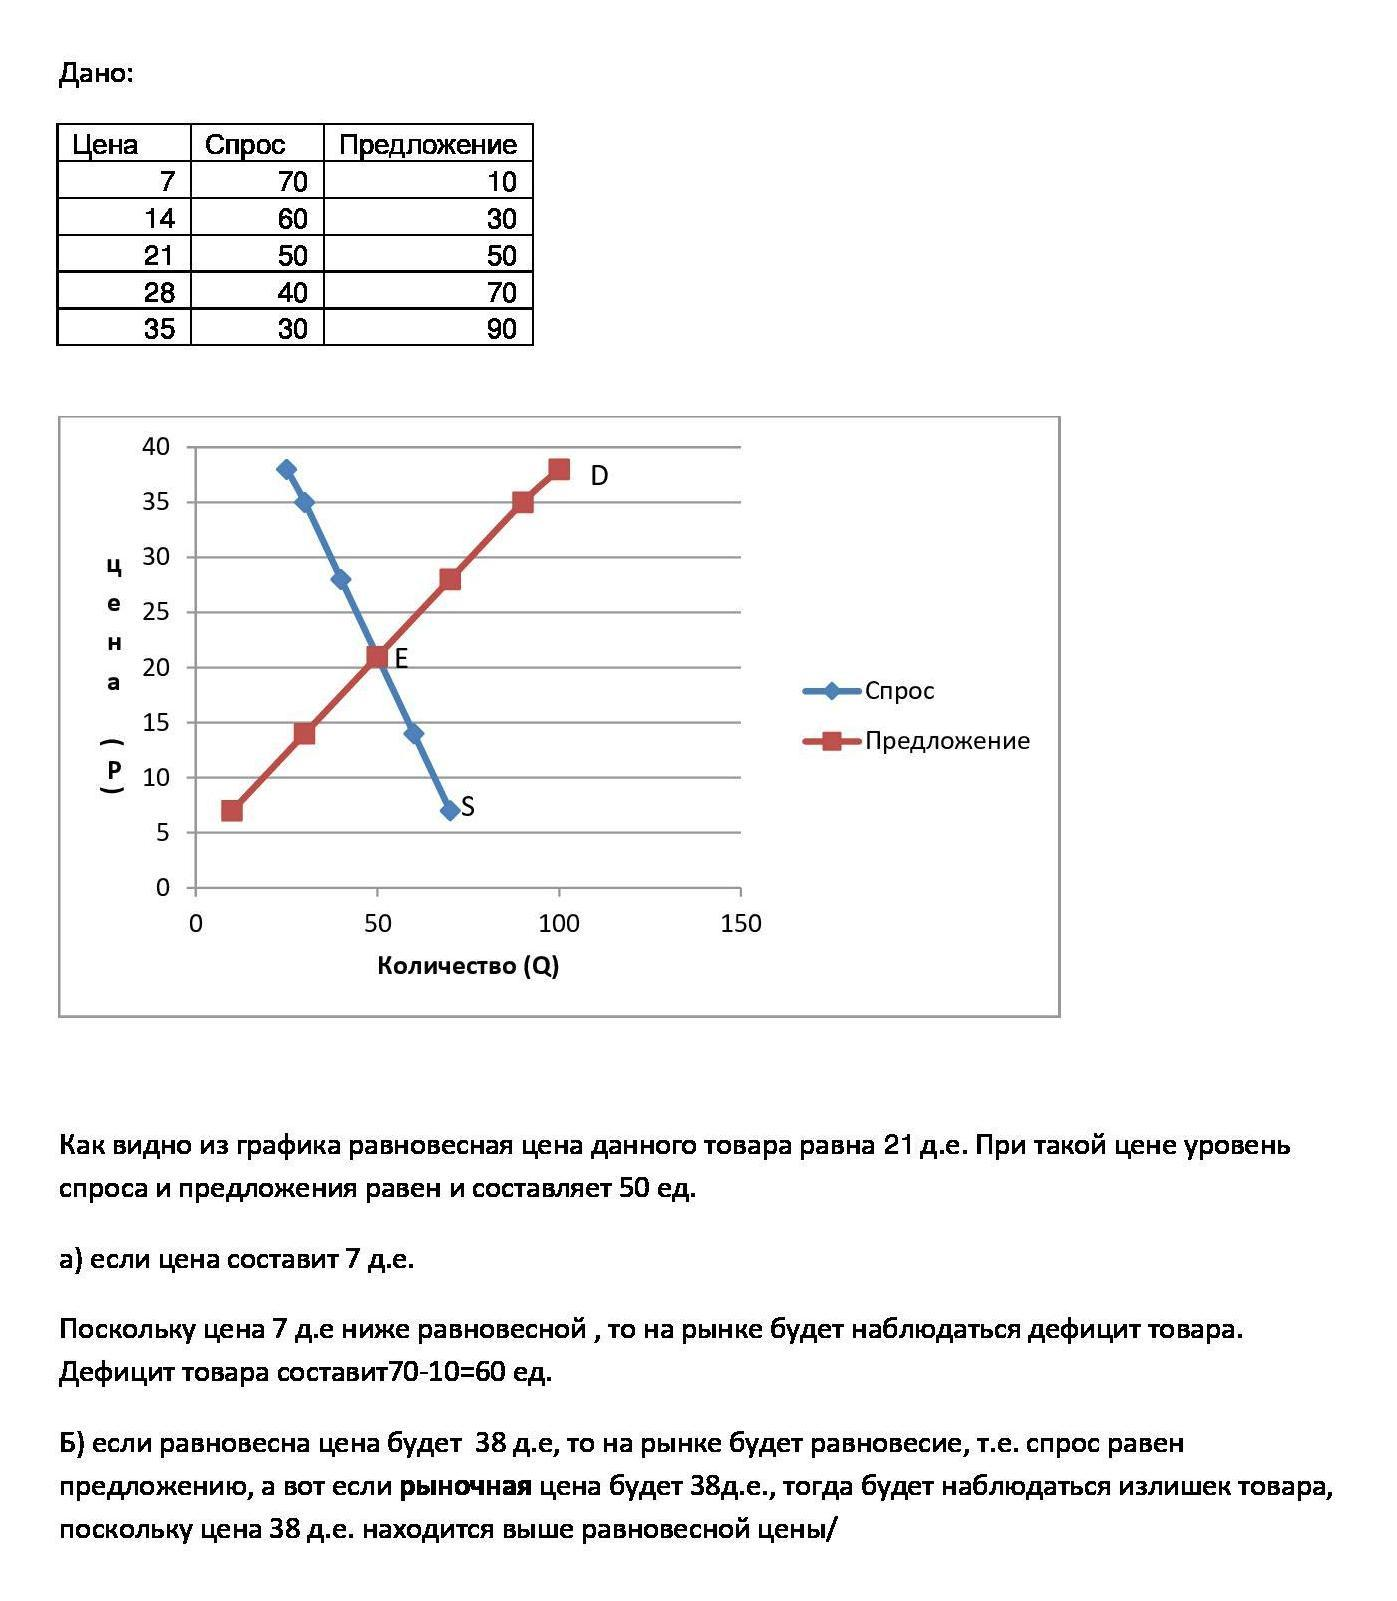 Дано:
Цена Спрос Предложение
7 70 10
14 60 30
21 50 50
28 40 70
35 30 90
40
35
30
25
20
15
10
5
0
цена (P)
D
E
S
0 50 100 150
Количество (Q)
Спрос
Предложение
Как видно из графика равновесная цена данного товара равна 21 д.е. При такой цене уровень
спроса и предложения равен и составляет 50 ед.
а) если цена составит 7 д.е.
Поскольку цена 7 д.е ниже равновесной , то на рынке будет наблюдаться дефицит товара.
Дефицит товара составит70-10=60 ед.
Б) если равновесна цена будет  38 д.е, то на рынке будет равновесие, т.е. спрос равен
предложению, а вот если рыночная цена будет 38д.е., тогда будет наблюдаться излишек товара,
поскольку цена 38 д.е. находится выше равновесной цены/